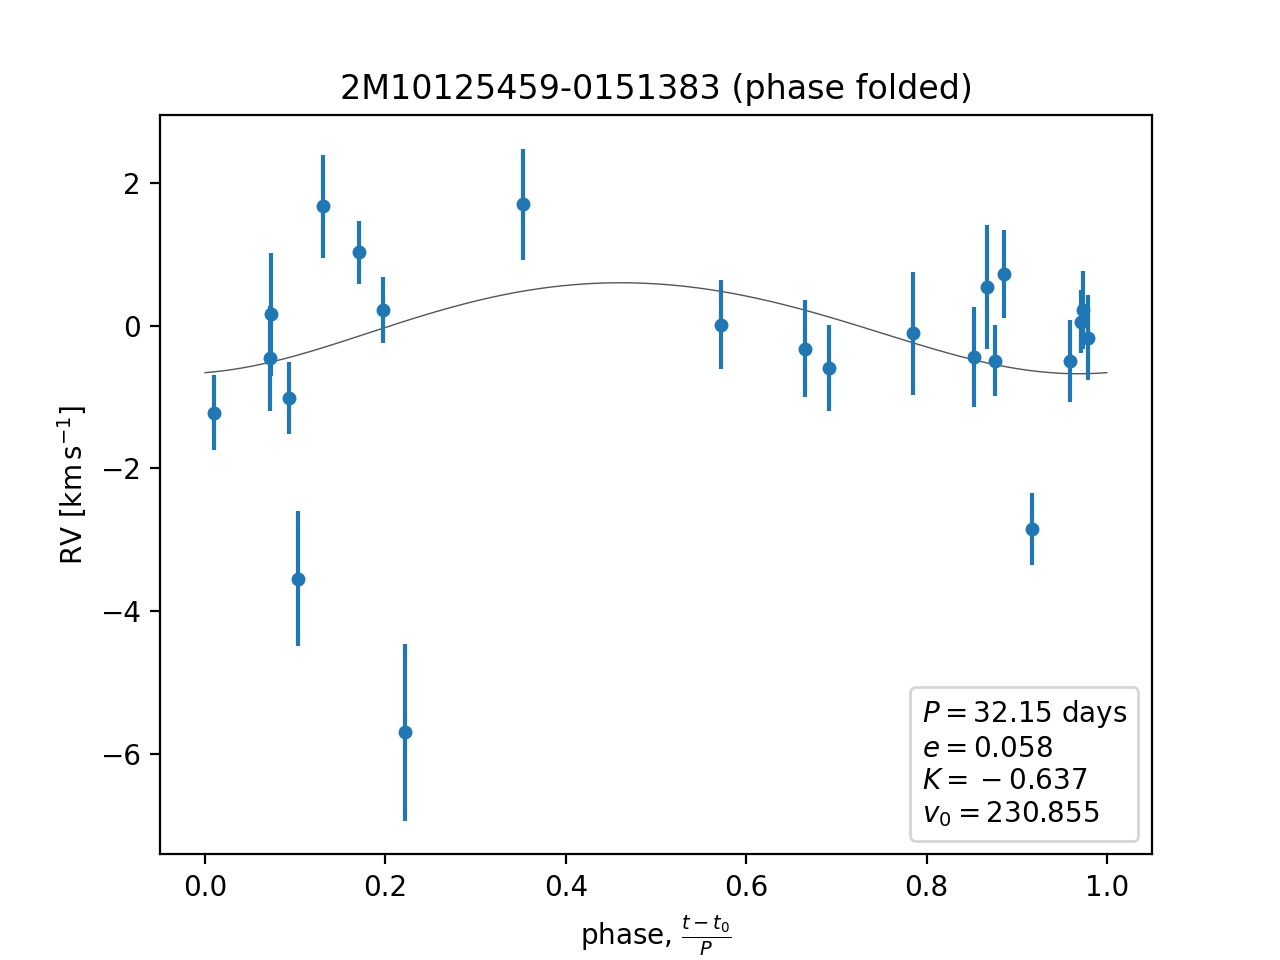 2M10125459-0151383 (phase folded)
RV [km s⁻¹]
2
0
−2
−4
−6
P = 32.15 days
e = 0.058
K = −0.637
v₀ = 230.855
0.0 0.2 0.4 0.6 0.8 1.0
phase, (t − t₀)/P